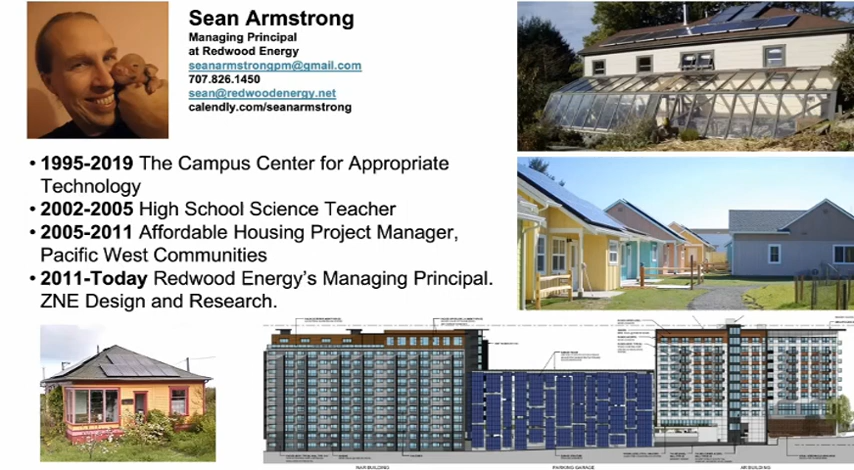 Sean Armstrong
Managing Principal
at Redwood Energy
seanarmstrongpm@gmail.com
707.826.1450
sean@redwoodenergy.net
calendly.com/seanarmstrong
• 1995-2019 The Campus Center for Appropriate
Technology
• 2002-2005 High School Science Teacher
• 2005-2011 Affordable Housing Project Manager,
Pacific West Communities
• 2011-Today Redwood Energy's Managing Principal.
ZNE Design and Research.
PARKING GARAGE